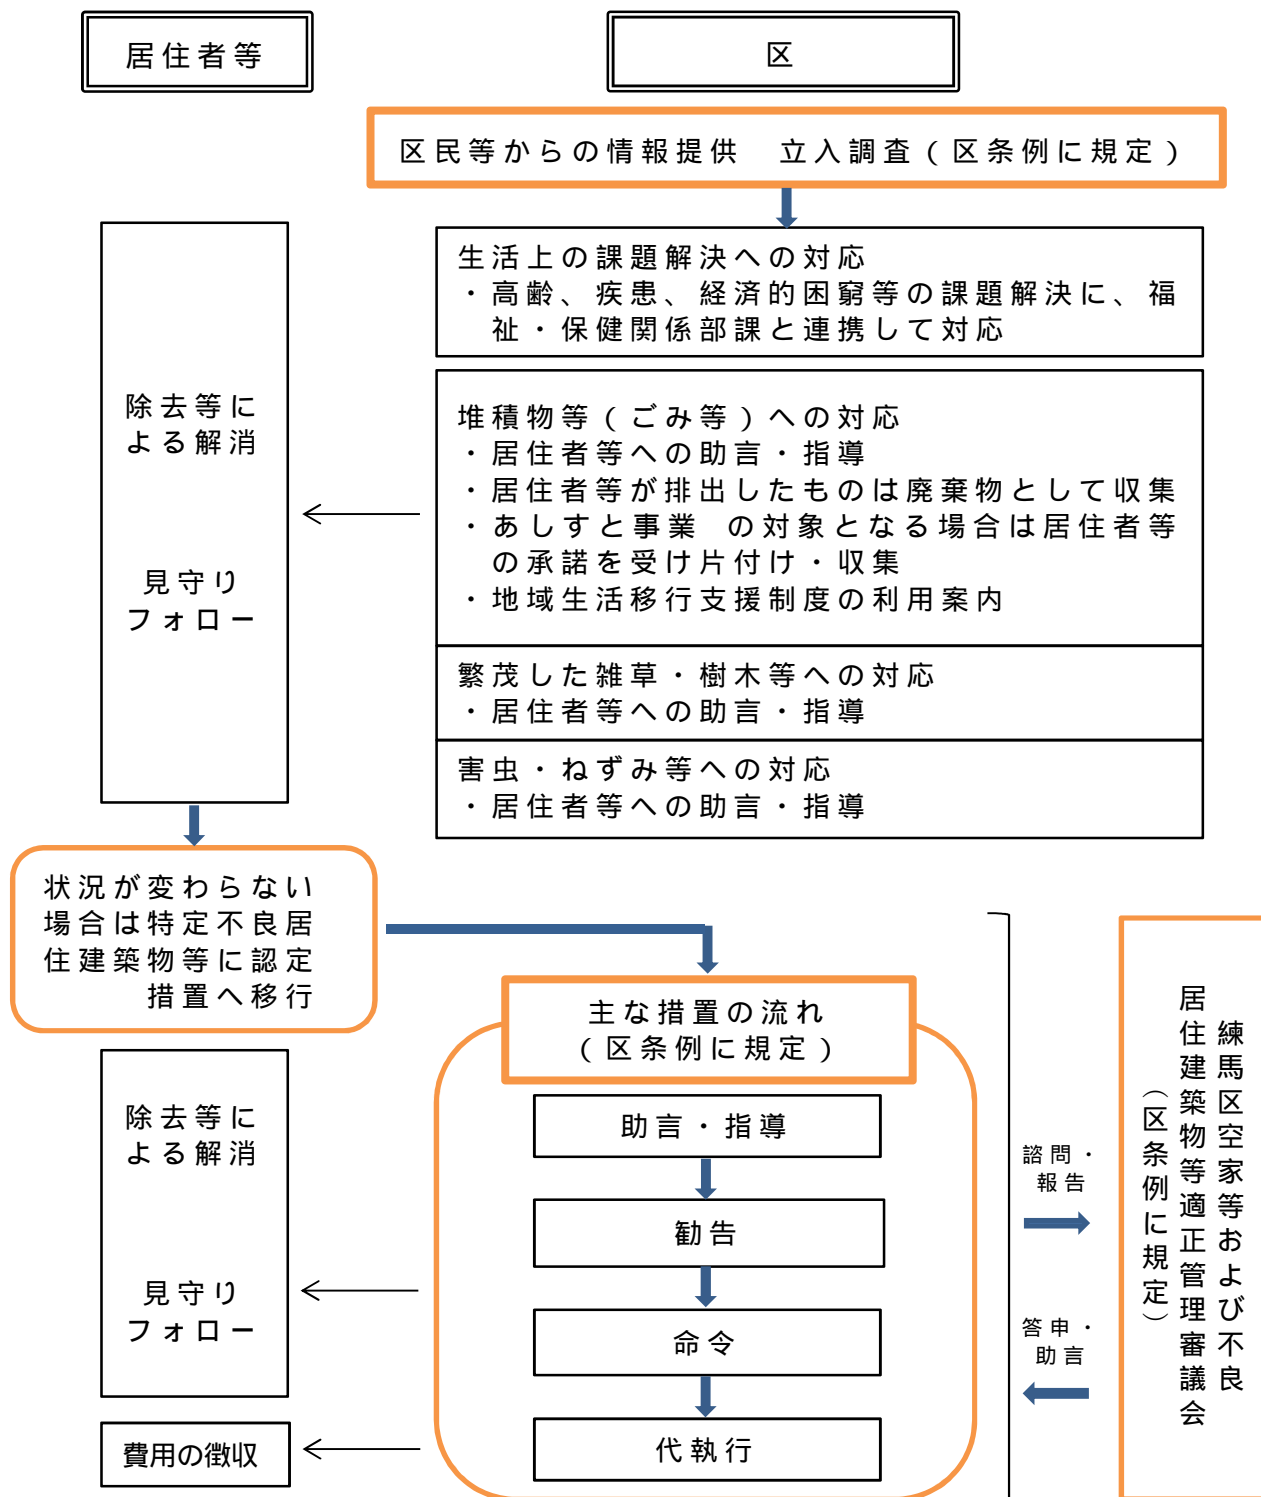 居住者等
区
区民等からの情報提供　立入調査(区条例に規定)
生活上の課題解決への対応
・高齢、疾患、経済的困窮等の課題解決に、福
祉・保健関係部課と連携して対応
除去等に
よる解消
見守り
フォロー
堆積物等(ごみ等)への対応
・居住者等への助言・指導
・居住者等が排出したものは廃棄物として収集
・あしすと事業　の対象となる場合は居住者等
の承諾を受け片付け・収集
・地域生活移行支援制度の利用案内
繁茂した雑草・樹木等への対応
・居住者等への助言・指導
害虫・ねずみ等への対応
・居住者等への助言・指導
状況が変わらない
場合は特定不良居
住建築物等に認定
措置へ移行
主な措置の流れ
(区条例に規定)
助言・指導
勧告
命令
代執行
除去等に
よる解消
見守り
フォロー
費用の徴収
諮問・
報告
答申・
助言
練馬区空家等および不良
居住建築物等適正管理審議会
(区条例に規定)